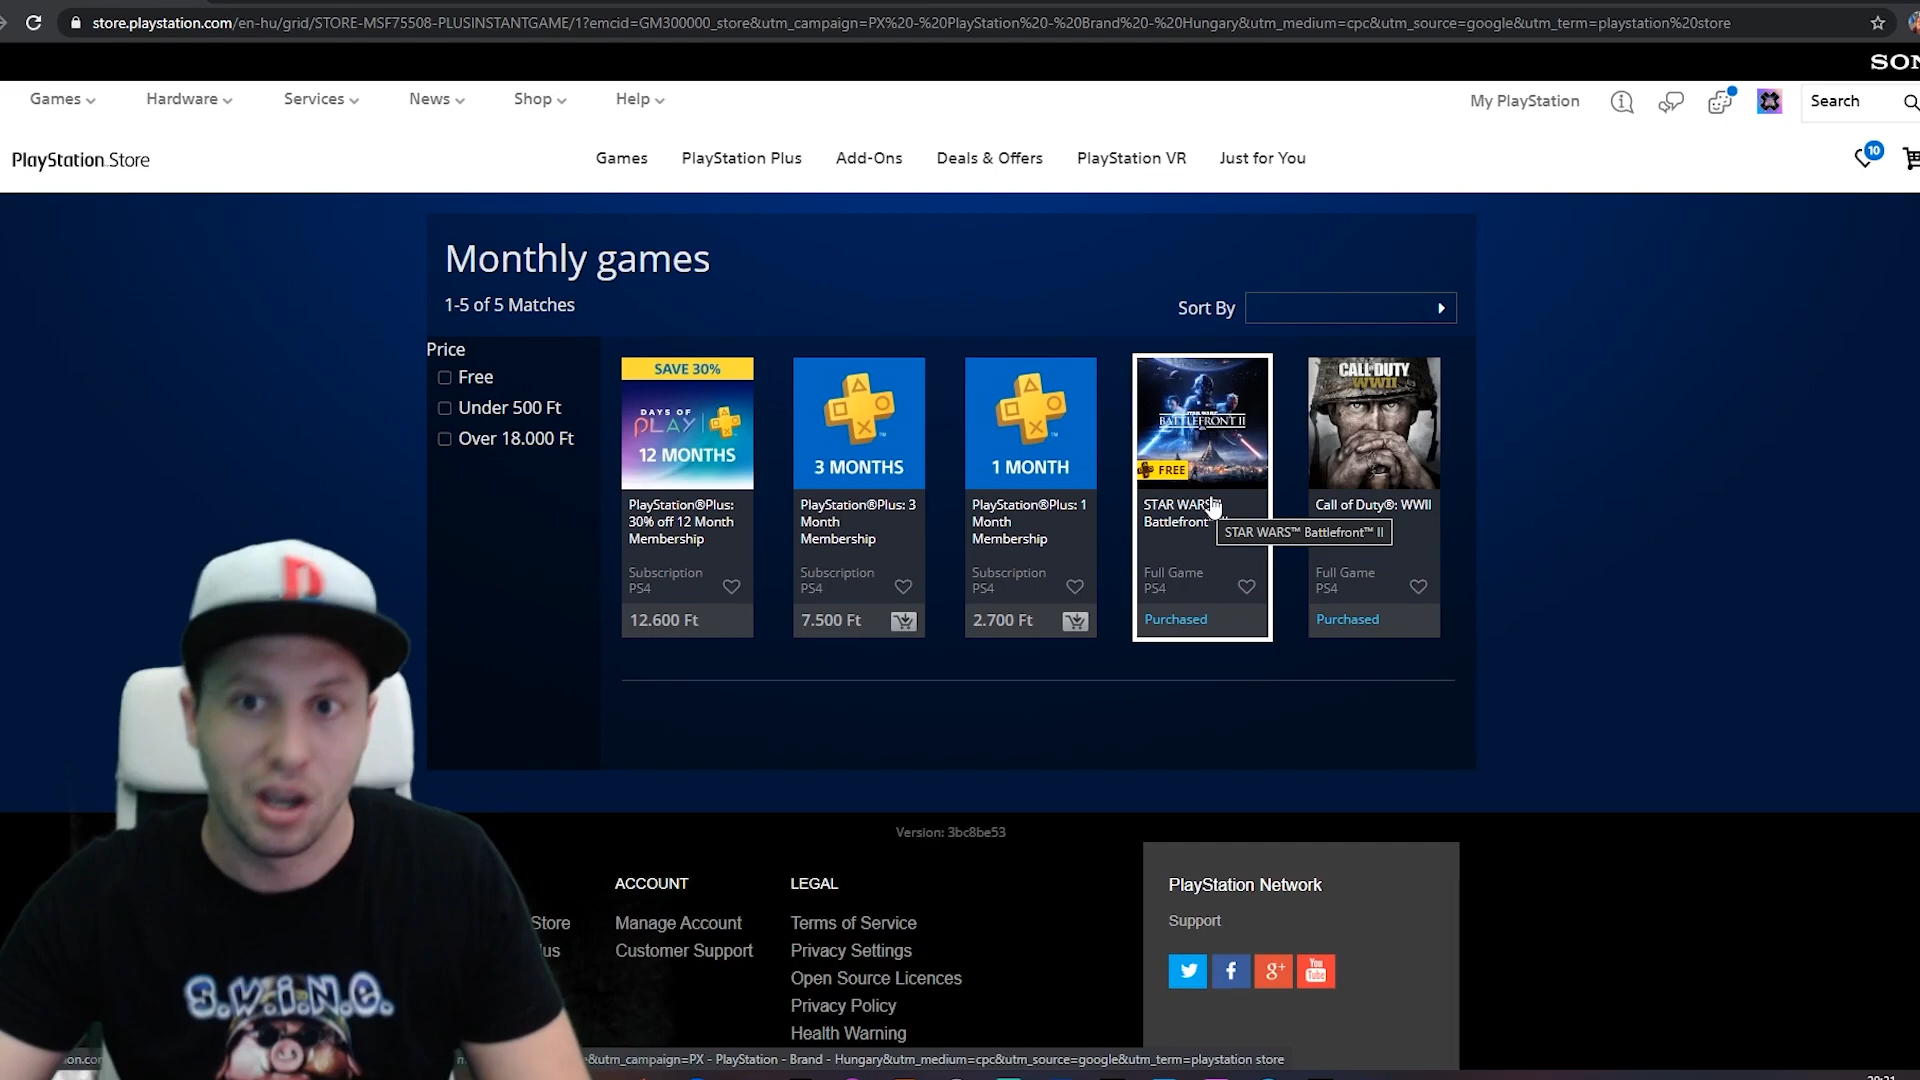 store.playstation.com/en-hu/grid/STORE-MSF75508-PLUSINSTANTGAME/1?emcid=GM300000_store&utm_campaign=PX%20-%20PlayStation%20-%20Brand%20-%20Hungary&utm_medium=cpc&utm_source=google&utm_term=playstation%20store
Games Hardware Services News Shop Help My PlayStation Search
PlayStation Store Games PlayStation Plus Add-Ons Deals & Offers PlayStation VR Just for You 10
Monthly games
1-5 of 5 Matches
Sort By
Price
Free
Under 500 Ft
Over 18.000 Ft
SAVE 30%
DAYS OF
PLAY
12 MONTHS
PlayStation®Plus:
30% off 12 Month
Membership
Subscription
PS4
12.600 Ft
3 MONTHS
PlayStation®Plus: 3
Month
Membership
Subscription
PS4
7.500 Ft
1 MONTH
PlayStation®Plus: 1
Month
Membership
Subscription
PS4
2.700 Ft
STAR WARS
BATTLEFRONT II
FREE
STAR WARS™
Battlefront™
STAR WARS™ Battlefront™ II
Full Game
PS4
Purchased
CALL OF DUTY
WWII
Call of Duty®: WWII
Full Game
PS4
Purchased
Version: 3bc8be53
Store
ACCOUNT
Manage Account
Customer Support
LEGAL
Terms of Service
Privacy Settings
Open Source Licences
Privacy Policy
Health Warning
PlayStation Network
Support
g+
You
Tube
&utm_campaign=PX - PlayStation - Brand - Hungary&utm_medium=cpc&utm_source=google&utm_term=playstation store
D
S.W.I.N.E.